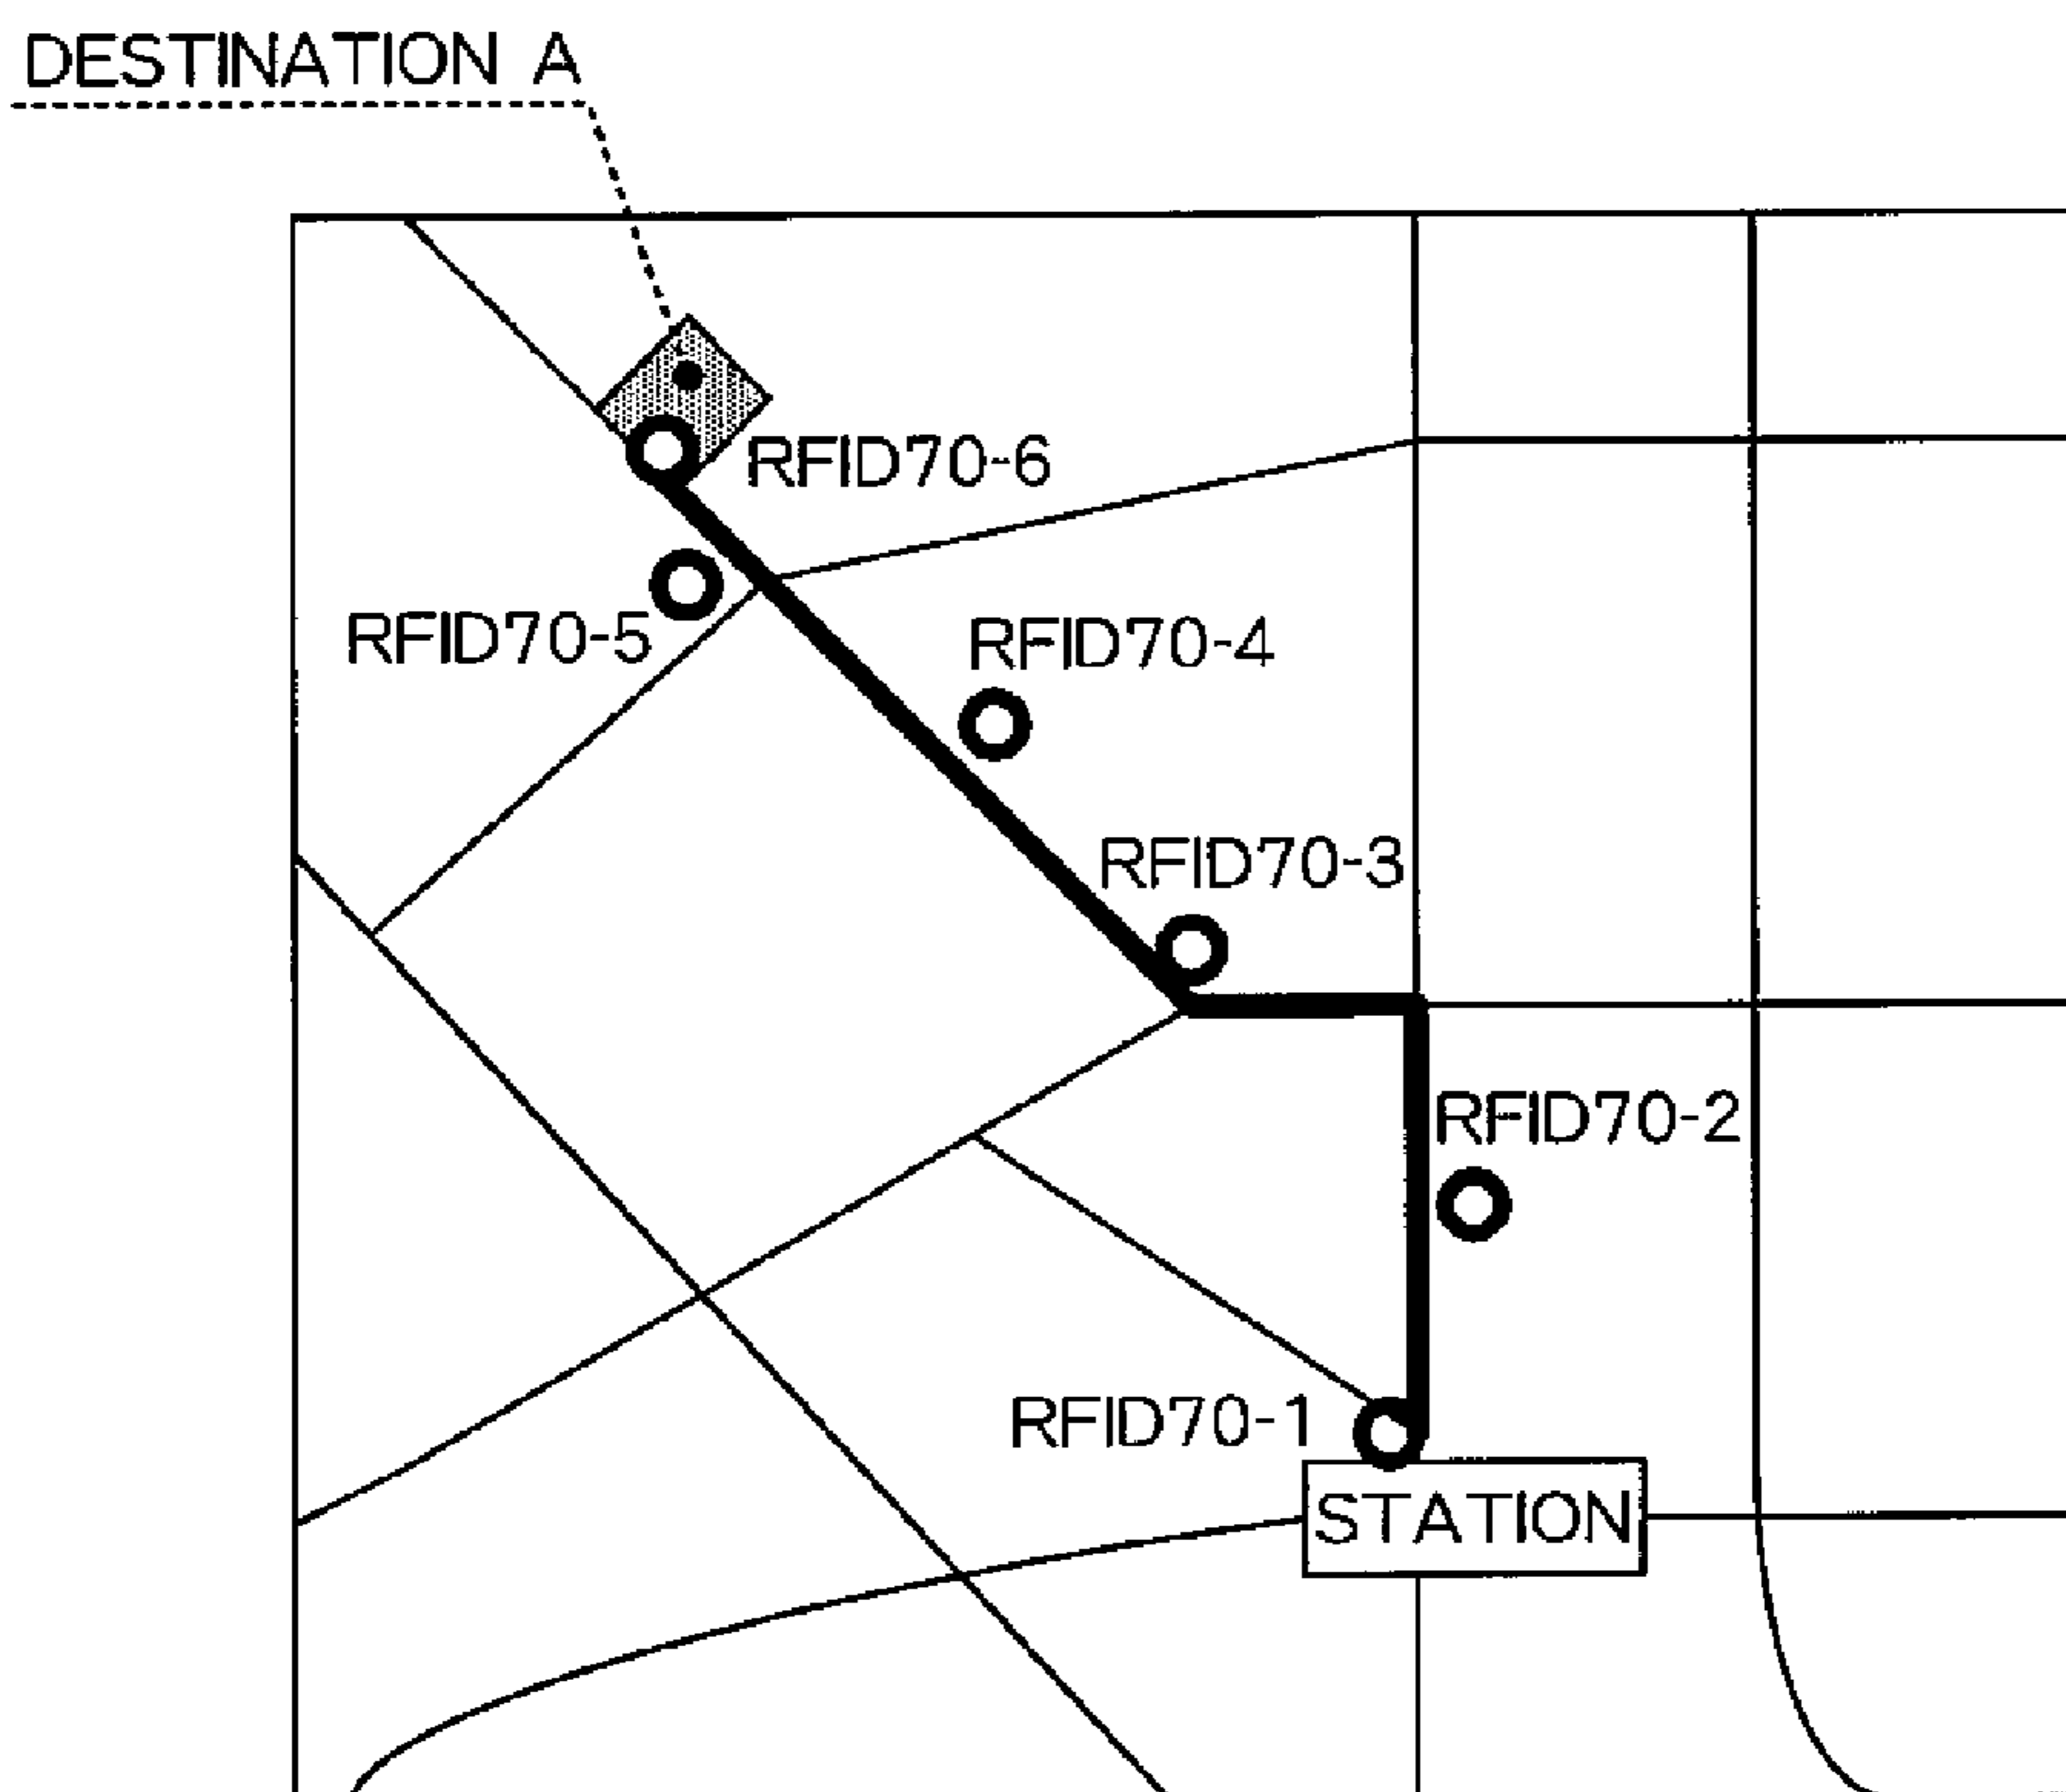 DESTINATION A
RFID70-6
RFID70-5
RFID70-4
RFID70-3
RFID70-2
RFID70-1
STATION